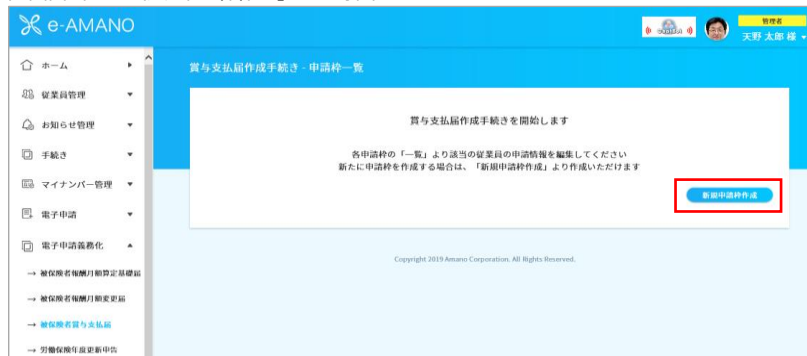 e-AMANO
管理者
天野 太郎 様
ホーム
従業員管理
お知らせ管理
手続き
マイナンバー管理
電子申請
電子申請義務化
→ 被保険者報酬月額算定基礎届
→ 被保険者報酬月額変更届
→ 被保険者賞与支払届
→ 労働保険年度更新申告
賞与支払届作成手続き - 申請枠一覧
賞与支払届作成手続きを開始します
各申請枠の「一覧」より該当の従業員の申請情報を編集してください
新たに申請枠を作成する場合は、「新規申請枠作成」より作成いただけます
新規申請枠作成
Copyright 2019 Amano Corporation. All Rights Reserved.